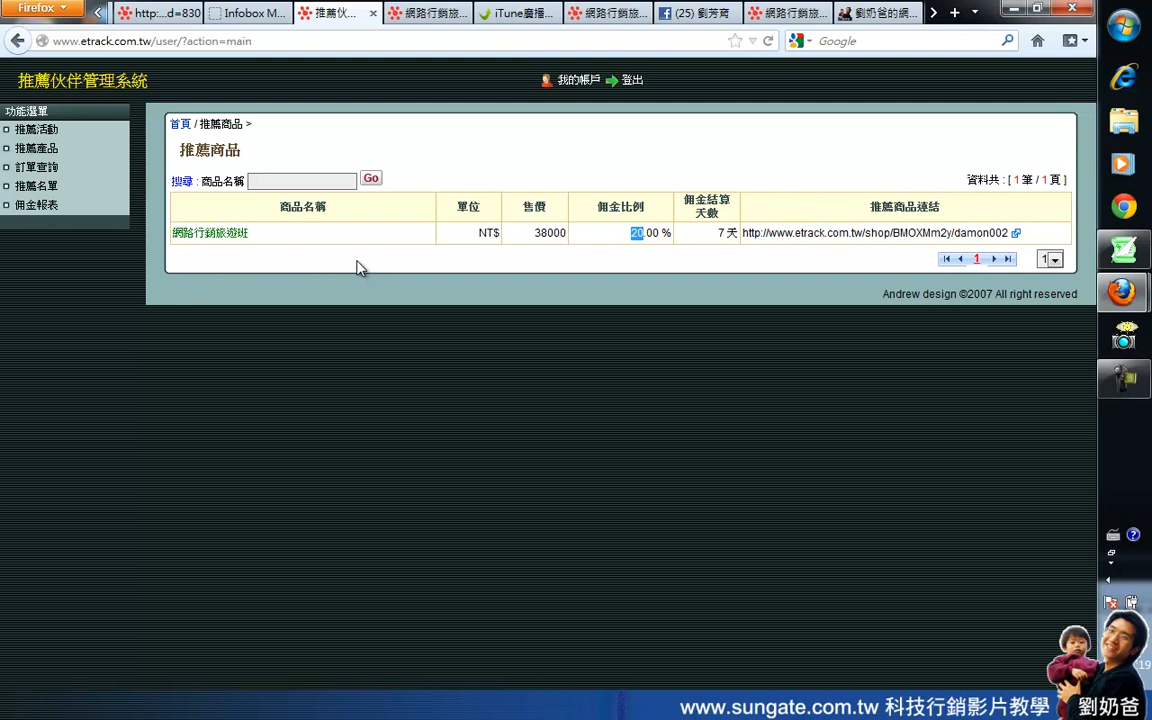 Firefox
http:...d=830
Infobox M...
推薦伙...
網路行銷旅...
iTune廣播...
網路行銷旅...
(25) 劉芳育
網路行銷旅...
劉奶爸的網...
www.etrack.com.tw/user/?action=main
Google
推薦伙伴管理系統
我的帳戶 登出
功能選單
推薦活動
推薦產品
訂單查詢
推薦名單
佣金報表
首頁 / 推薦商品 >
推薦商品
搜尋 : 商品名稱 Go
資料共 : [ 1 筆 / 1 頁 ]
商品名稱 單位 售價 佣金比例 佣金結算天數 推薦商品連結
網路行銷旅遊班 NT$ 38000 20.00 % 7 天 http://www.etrack.com.tw/shop/BMOXMm2y/damon002
1 1
Andrew design ©2007 All right reserved
www.sungate.com.tw 科技行銷影片教學 劉奶爸